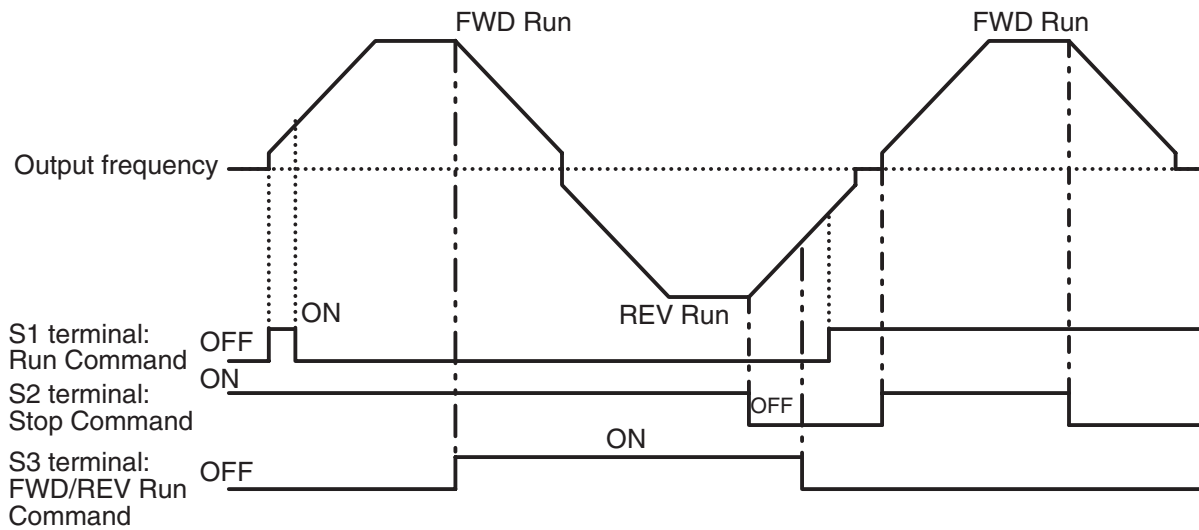 FWD Run
FWD Run
Output frequency
REV Run
S1 terminal:
Run Command
OFF
ON
S2 terminal:
Stop Command
ON
OFF
S3 terminal:
FWD/REV Run
Command
OFF
ON